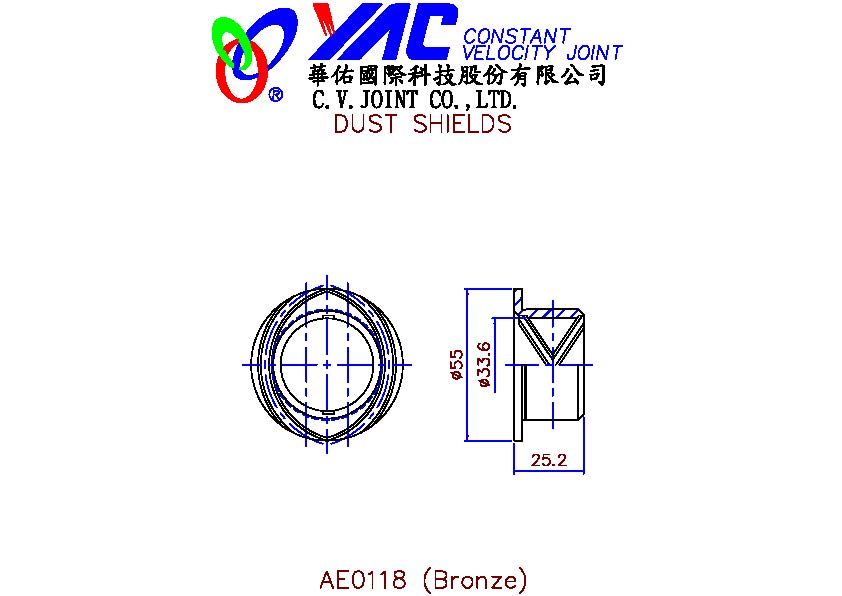 YAC CONSTANT
VELOCITY JOINT
®
華佑國際科技股份有限公司
C.V.JOINT CO.,LTD.
DUST SHIELDS
ø55
ø33.6
25.2
AE0118 (Bronze)